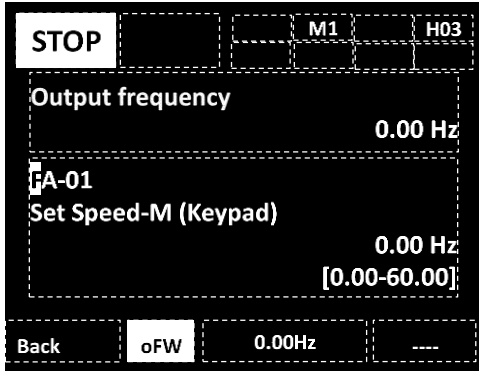 STOP M1 H03
Output frequency
0.00 Hz
FA-01
Set Speed-M (Keypad)
0.00 Hz
[0.00-60.00]
Back oFW 0.00Hz ----